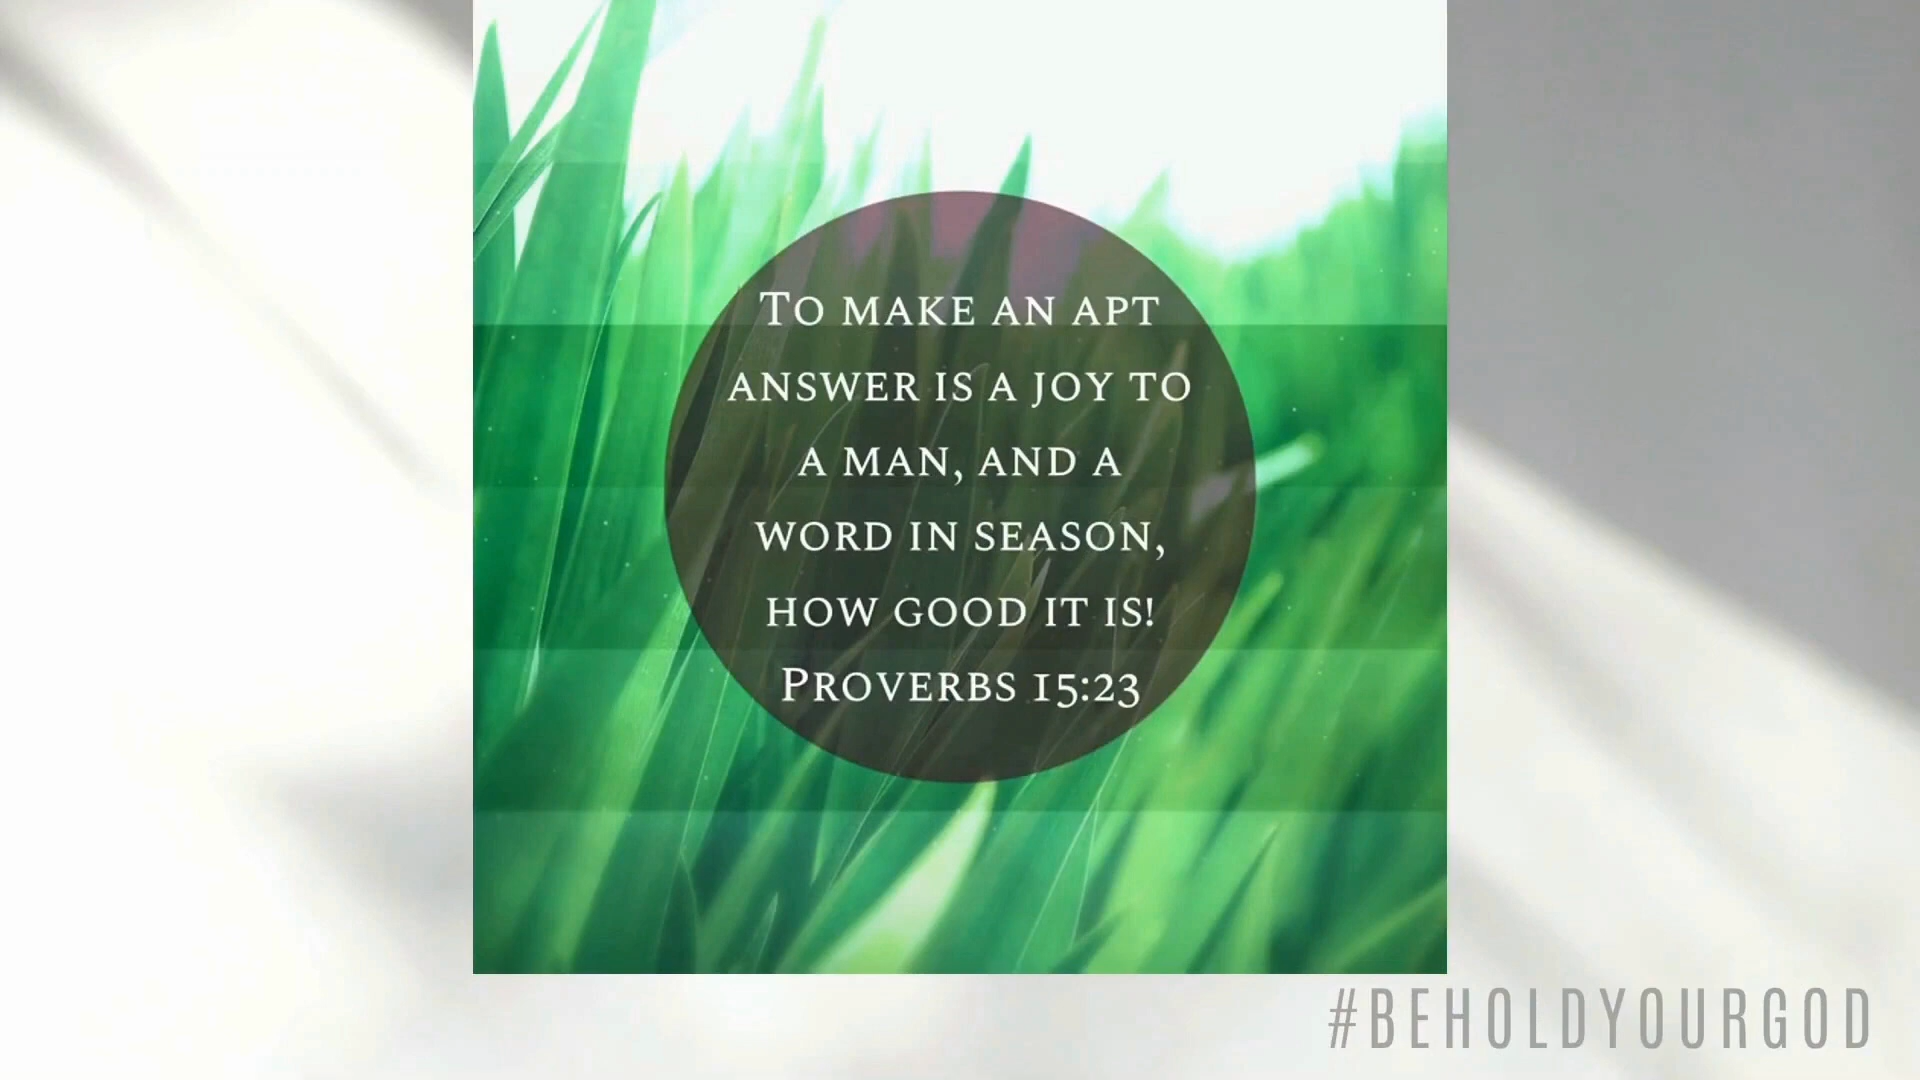 To make an apt
answer is a joy to
a man, and a
word in season,
how good it is!
Proverbs 15:23
#BEHOLDYOURGOD